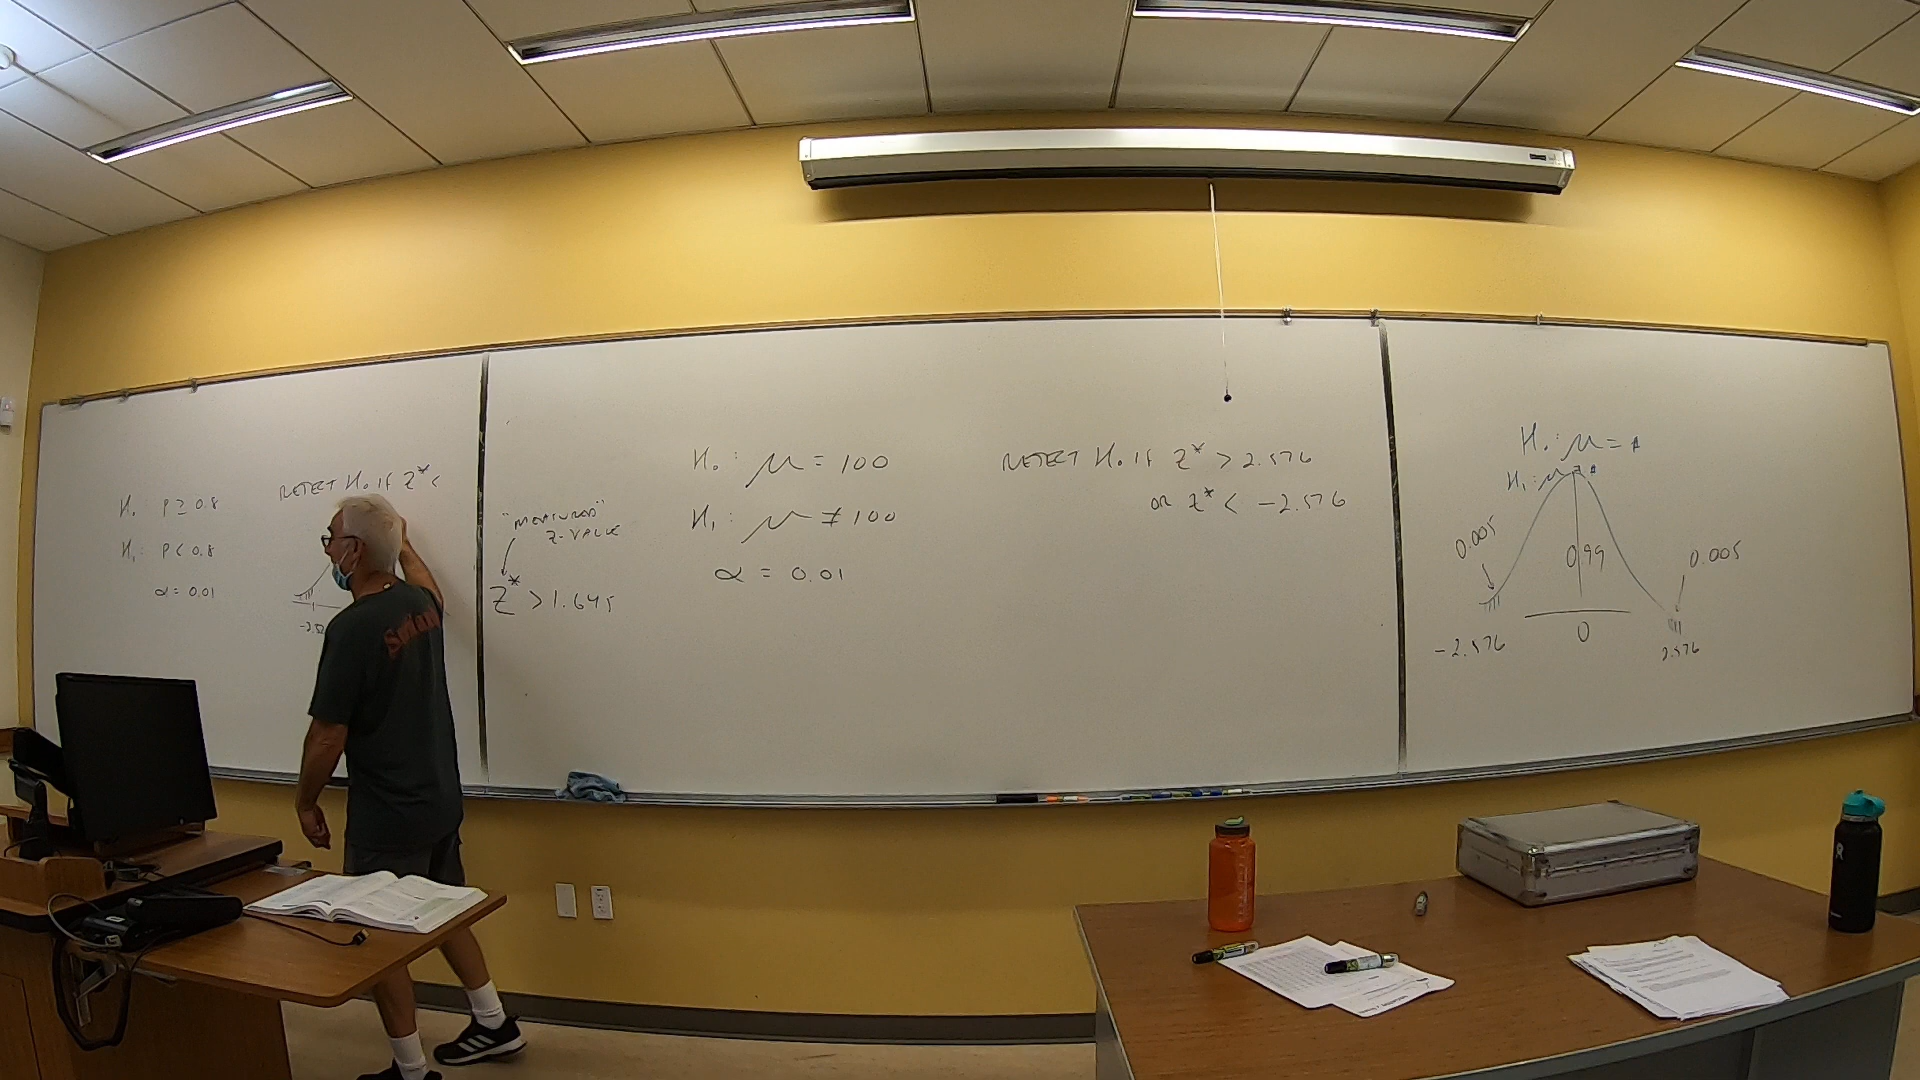 REJECT H₀ IF Z* <
H₀ P ≥ 0.8
H₁: P < 0.8
α = 0.01
"MEASURED"
Z-VALUE
Z* > 1.645
H₀: μ = 100
H₁: μ ≠ 100
α = 0.01
REJECT H₀ IF Z* > 2.576
OR Z* < -2.576
H₀: μ = #
H₁: μ ≠ #
0.005
0.99
0.005
-2.576
0
2.576